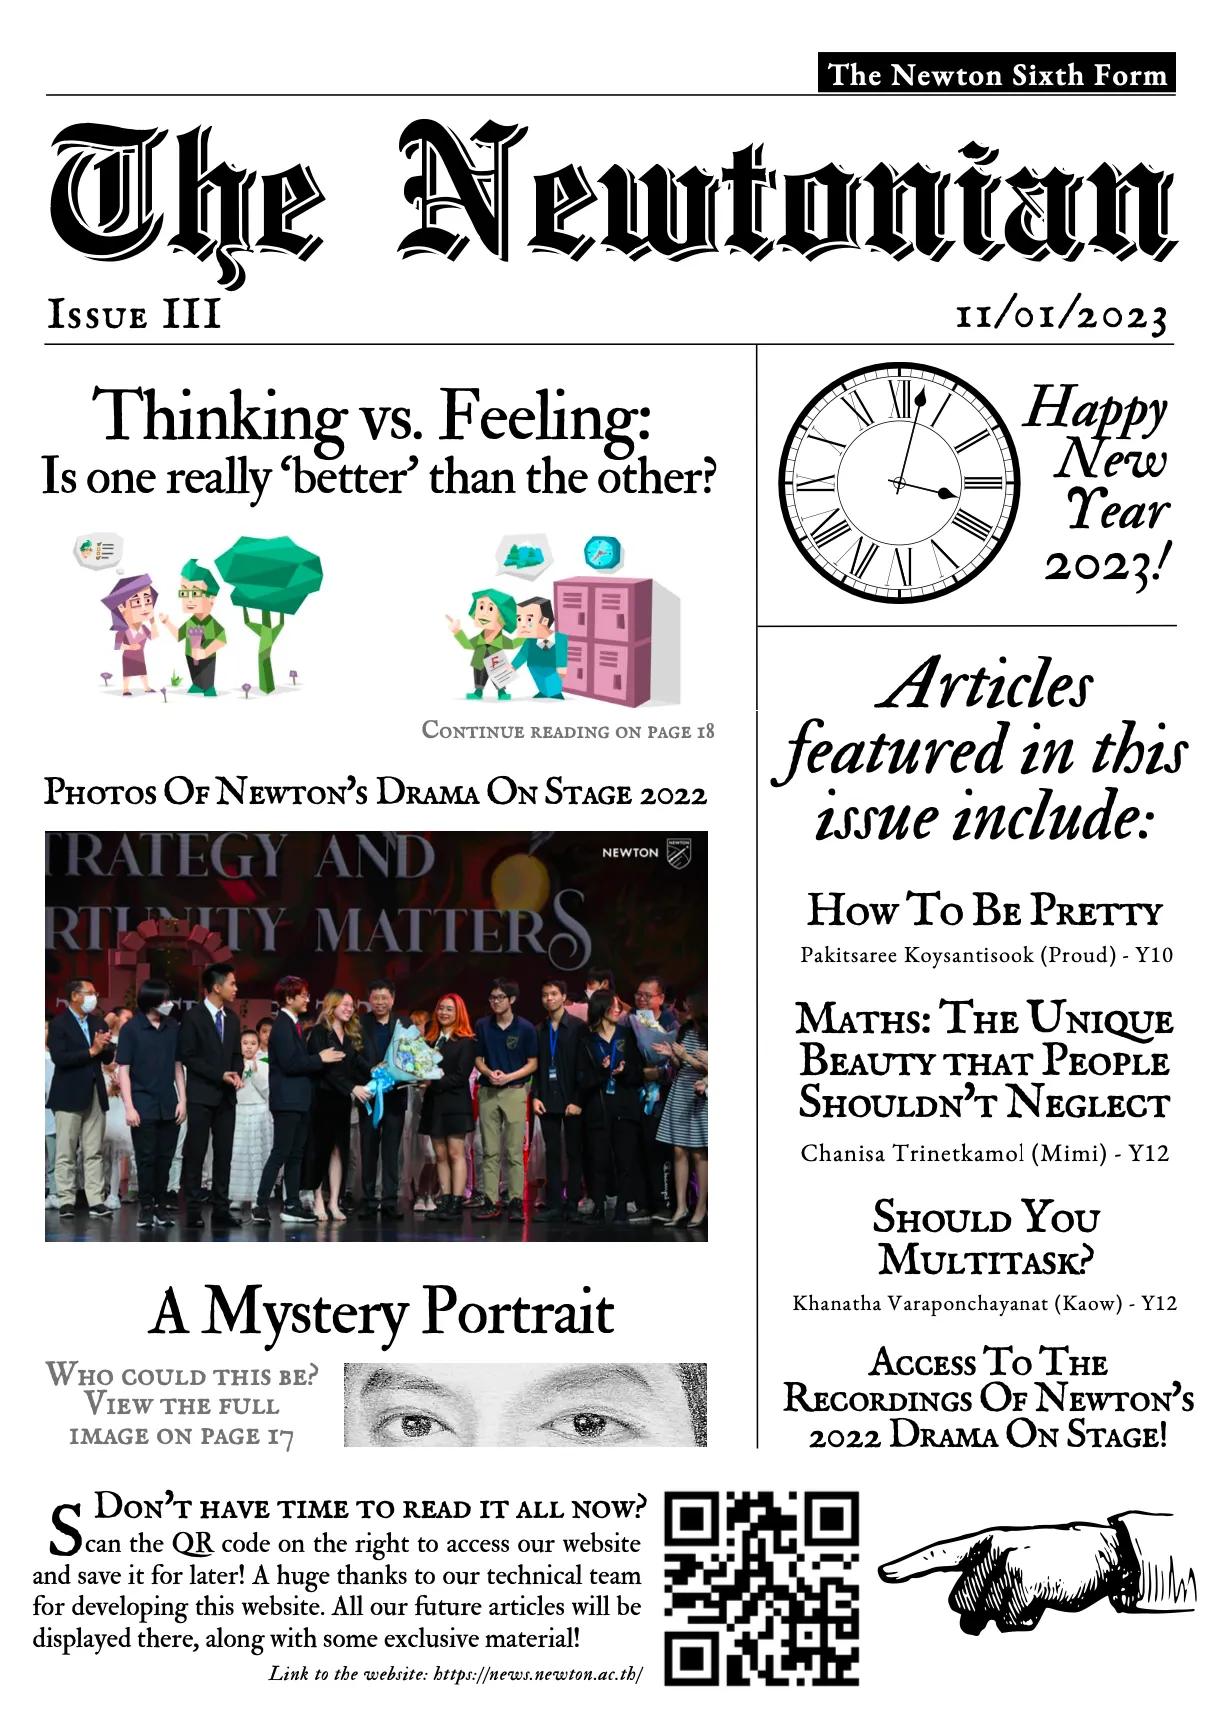 The Newton Sixth Form
The Newtonian
Issue III
11/01/2023
Thinking vs. Feeling:
Is one really ‘better’ than the other?
Continue reading on page 18
Photos Of Newton's Drama On Stage 2022
TRATEGY AND
RTUNITY MATTERS
NEWTON
A Mystery Portrait
Who could this be?
View the full
image on page 17
Happy
New
Year
2023!
Articles
featured in this
issue include:
How To Be Pretty
Pakitsaree Koysantisook (Proud) - Y10
Maths: The Unique
Beauty that People
Shouldn't Neglect
Chanisa Trinetkamol (Mimi) - Y12
Should You
Multitask?
Khanatha Varaponchayanat (Kaow) - Y12
Access To The
Recordings Of Newton's
2022 Drama On Stage!
Don't have time to read it all now?
Scan the QR code on the right to access our website
and save it for later! A huge thanks to our technical team
for developing this website. All our future articles will be
displayed there, along with some exclusive material!
Link to the website: https://news.newton.ac.th/